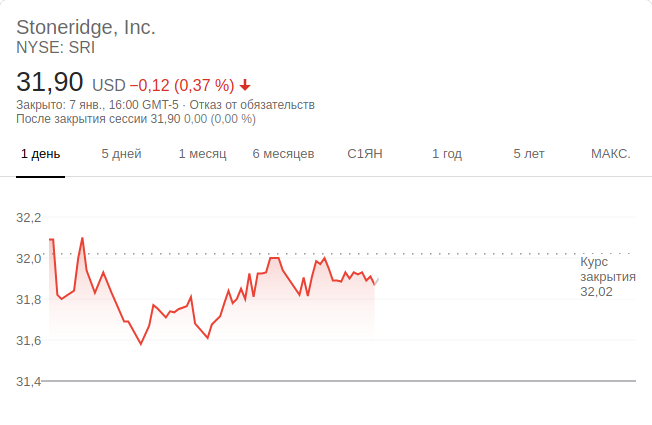 Stoneridge, Inc.
NYSE: SRI
31,90 USD −0,12 (0,37 %)
Закрыто: 7 янв., 16:00 GMT-5 · Отказ от обязательств
После закрытия сессии 31,90 0,00 (0,00 %)
1 день 5 дней 1 месяц 6 месяцев С1ЯН 1 год 5 лет МАКС.
32,2
32,0
Курс
закрытия
32,02
31,8
31,6
31,4